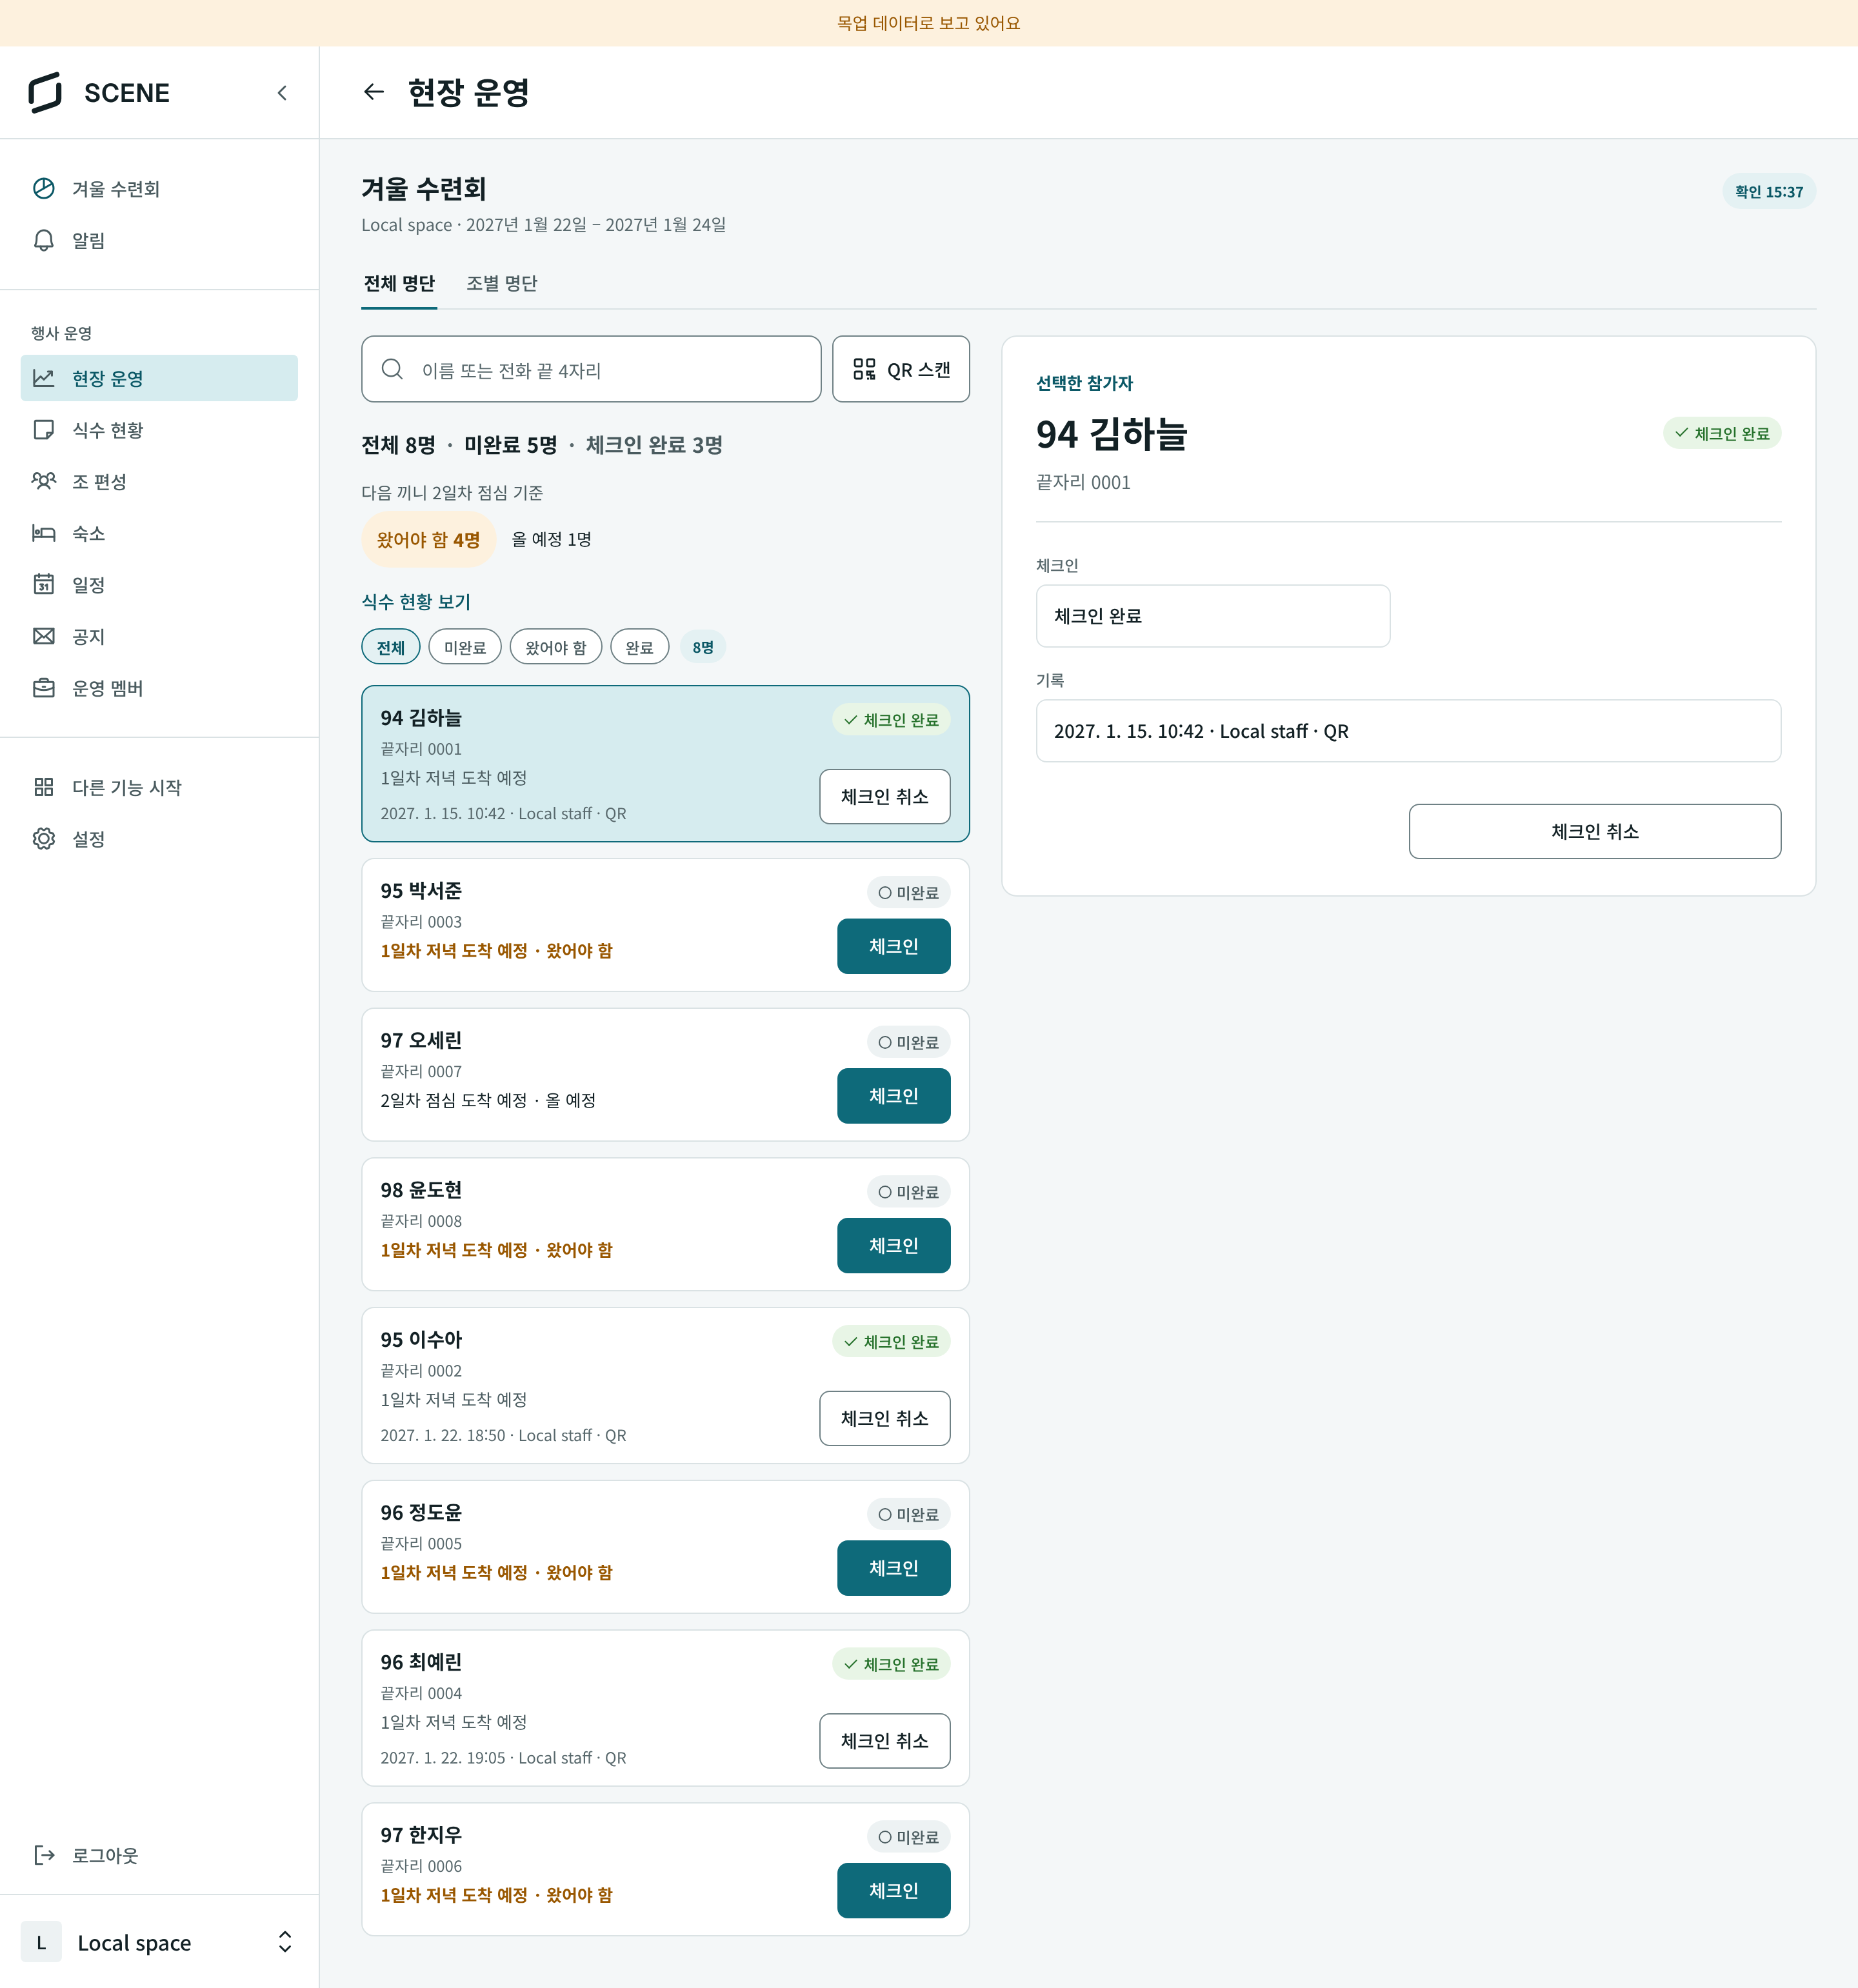 목업 데이터로 보고 있어요
SCENE
겨울 수련회
알림
행사 운영
현장 운영
식수 현황
조 편성
숙소
31
일정
공지
운영 멤버
다른 기능 시작
설정
로그아웃
L Local space
현장 운영
겨울 수련회
확인 15:37
Local space · 2027년 1월 22일 – 2027년 1월 24일
전체 명단 조별 명단
이름 또는 전화 끝 4자리
QR 스캔
전체 8명 · 미완료 5명 · 체크인 완료 3명
다음 끼니 2일차 점심 기준
왔어야 함 4명 올 예정 1명
식수 현황 보기
전체 미완료 왔어야 함 완료 8명
94 김하늘 체크인 완료
끝자리 0001
1일차 저녁 도착 예정
체크인 취소
2027. 1. 15. 10:42 · Local staff · QR
95 박서준 미완료
끝자리 0003
1일차 저녁 도착 예정 · 왔어야 함
체크인
97 오세린 미완료
끝자리 0007
2일차 점심 도착 예정 · 올 예정
체크인
98 윤도현 미완료
끝자리 0008
1일차 저녁 도착 예정 · 왔어야 함
체크인
95 이수아 체크인 완료
끝자리 0002
1일차 저녁 도착 예정
체크인 취소
2027. 1. 22. 18:50 · Local staff · QR
96 정도윤 미완료
끝자리 0005
1일차 저녁 도착 예정 · 왔어야 함
체크인
96 최예린 체크인 완료
끝자리 0004
1일차 저녁 도착 예정
체크인 취소
2027. 1. 22. 19:05 · Local staff · QR
97 한지우 미완료
끝자리 0006
1일차 저녁 도착 예정 · 왔어야 함
체크인
선택한 참가자
94 김하늘 체크인 완료
끝자리 0001
체크인
체크인 완료
기록
2027. 1. 15. 10:42 · Local staff · QR
체크인 취소